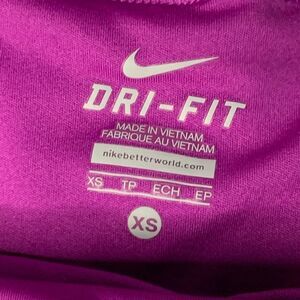 DRI-FIT
MADE IN VIETNAM
FABRIQUÉ AU VIETNAM
nikebetterworld.com
XS TP ECH EP
XS